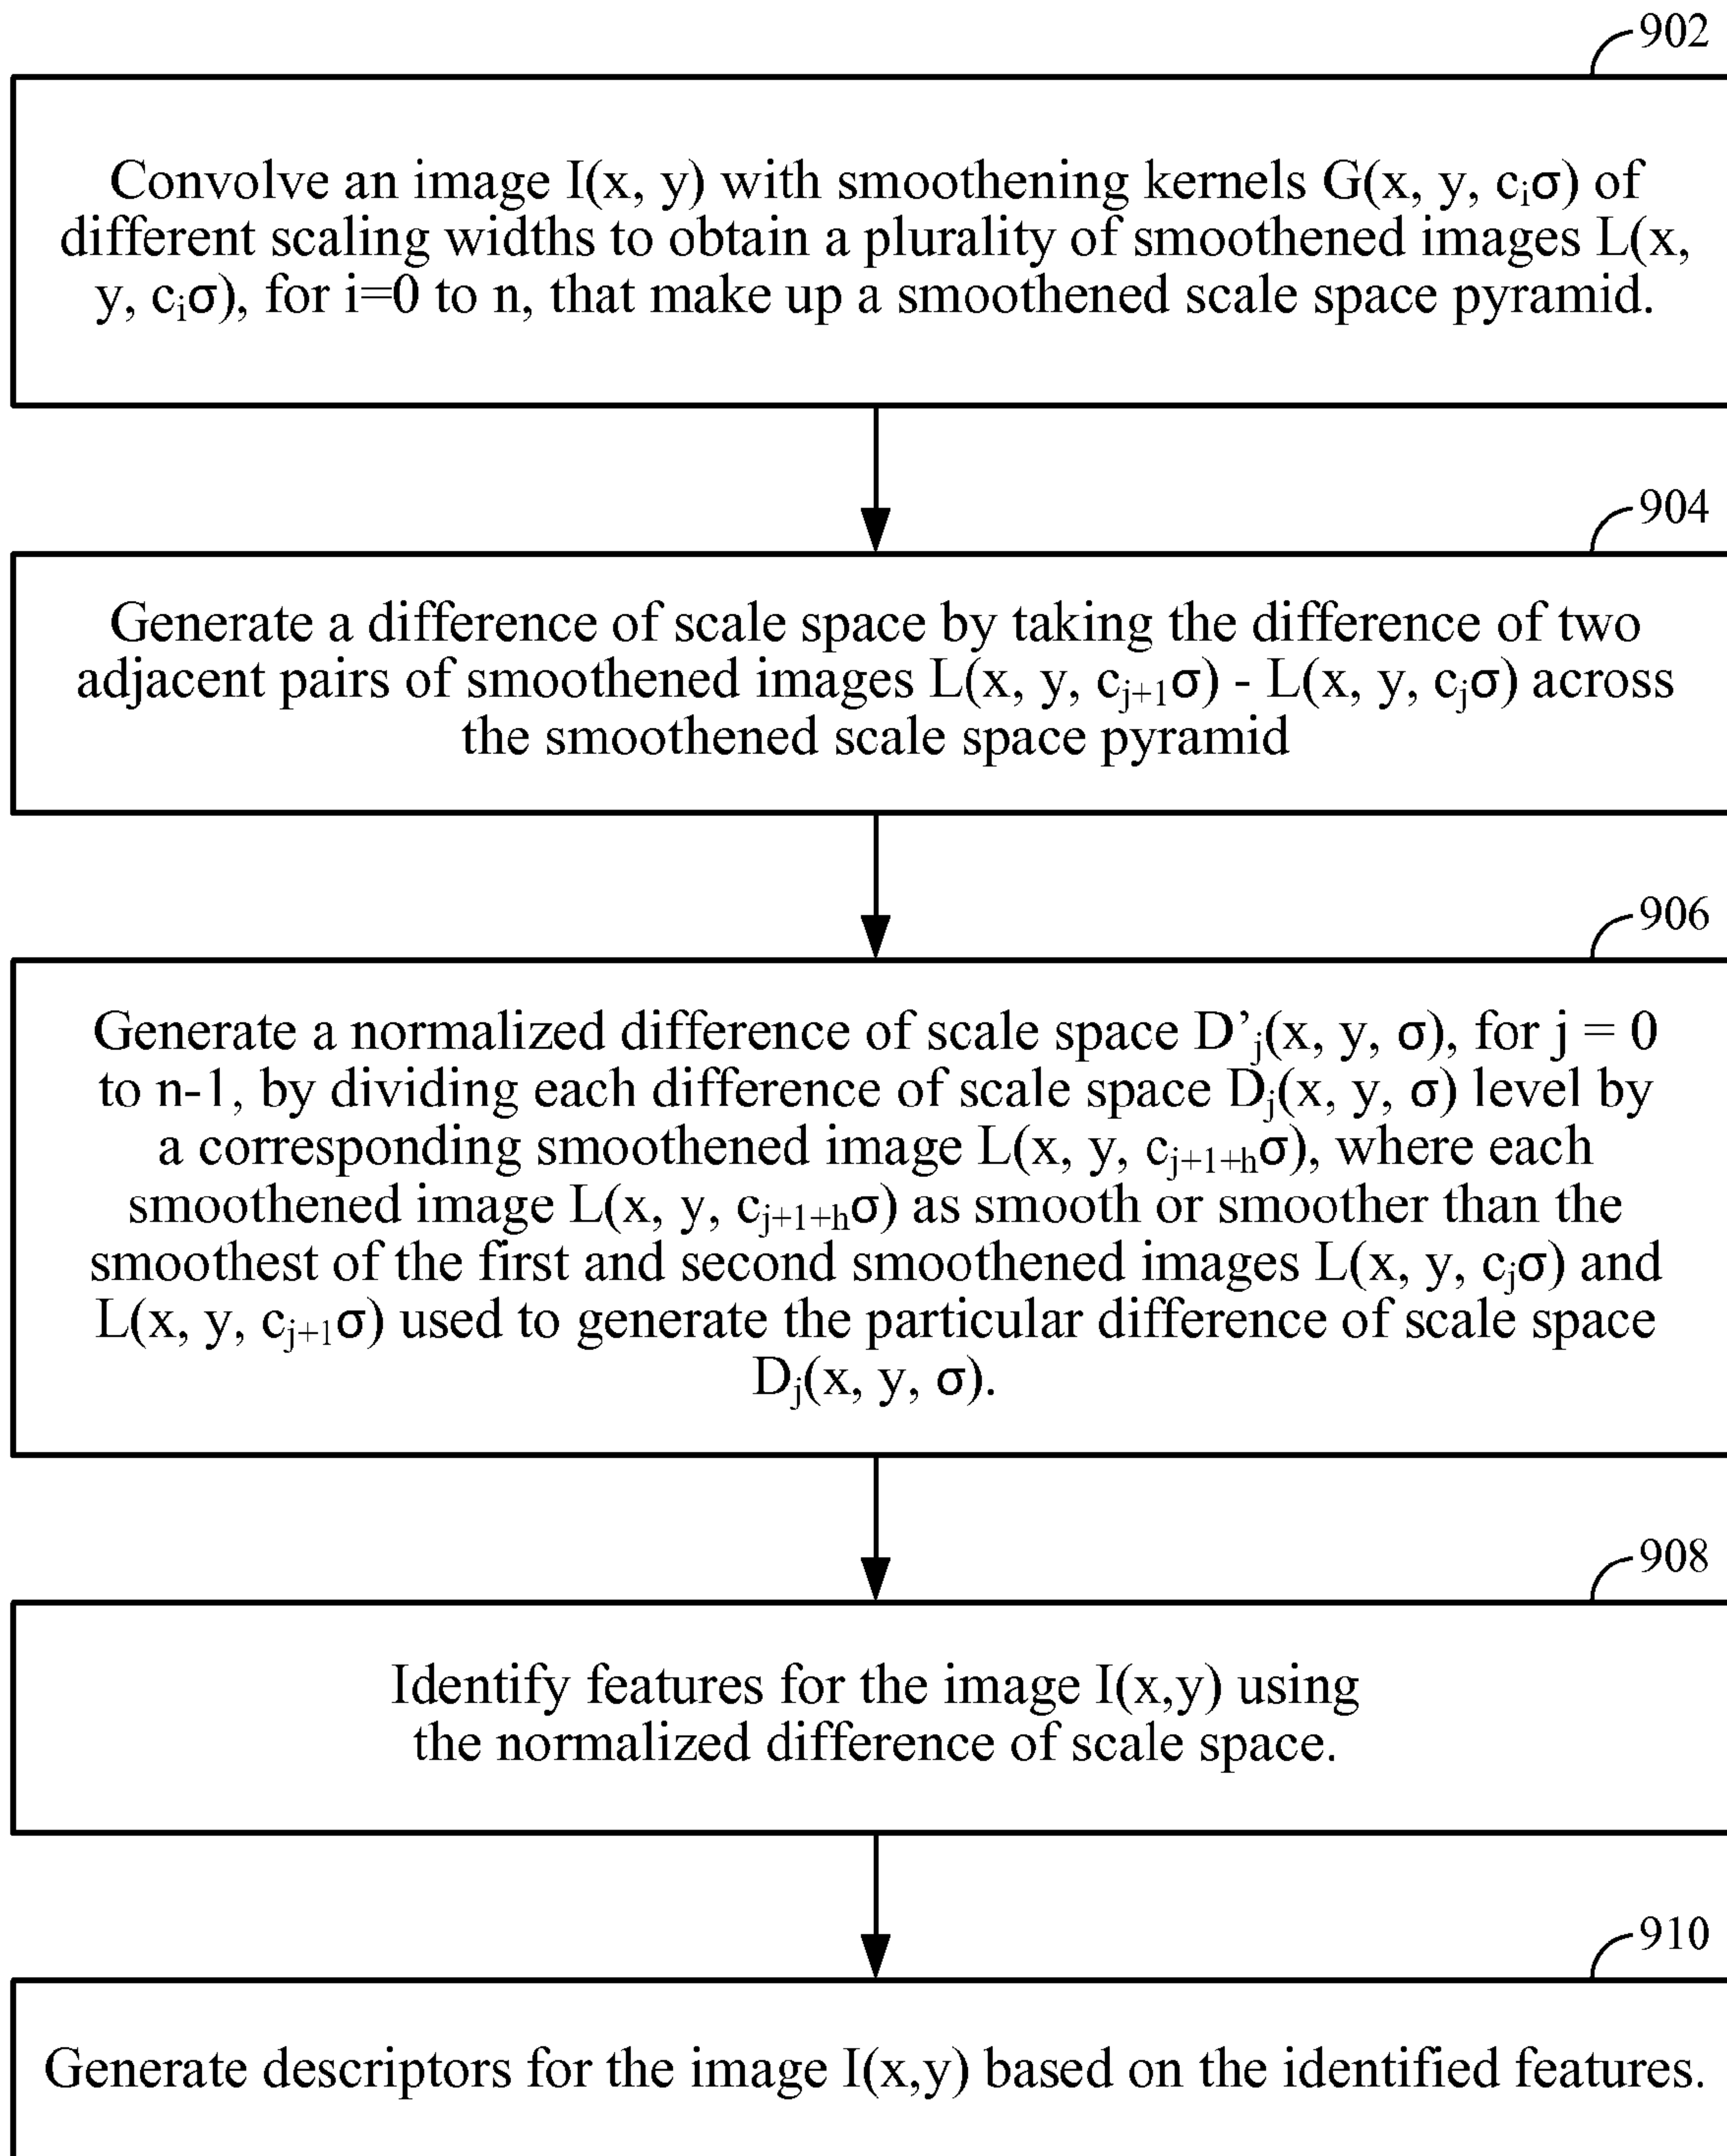 902
Convolve an image I(x, y) with smoothening kernels G(x, y, cᵢσ) of
different scaling widths to obtain a plurality of smoothened images L(x,
y, cᵢσ), for i=0 to n, that make up a smoothened scale space pyramid.
904
Generate a difference of scale space by taking the difference of two
adjacent pairs of smoothened images L(x, y, cⱼ₊₁σ) - L(x, y, cⱼσ) across
the smoothened scale space pyramid
906
Generate a normalized difference of scale space D’ⱼ(x, y, σ), for j = 0
to n-1, by dividing each difference of scale space Dⱼ(x, y, σ) level by
a corresponding smoothened image L(x, y, cⱼ₊₁₊ₕσ), where each
smoothened image L(x, y, cⱼ₊₁₊ₕσ) as smooth or smoother than the
smoothest of the first and second smoothened images L(x, y, cⱼσ) and
L(x, y, cⱼ₊₁σ) used to generate the particular difference of scale space
Dⱼ(x, y, σ).
908
Identify features for the image I(x,y) using
the normalized difference of scale space.
910
Generate descriptors for the image I(x,y) based on the identified features.